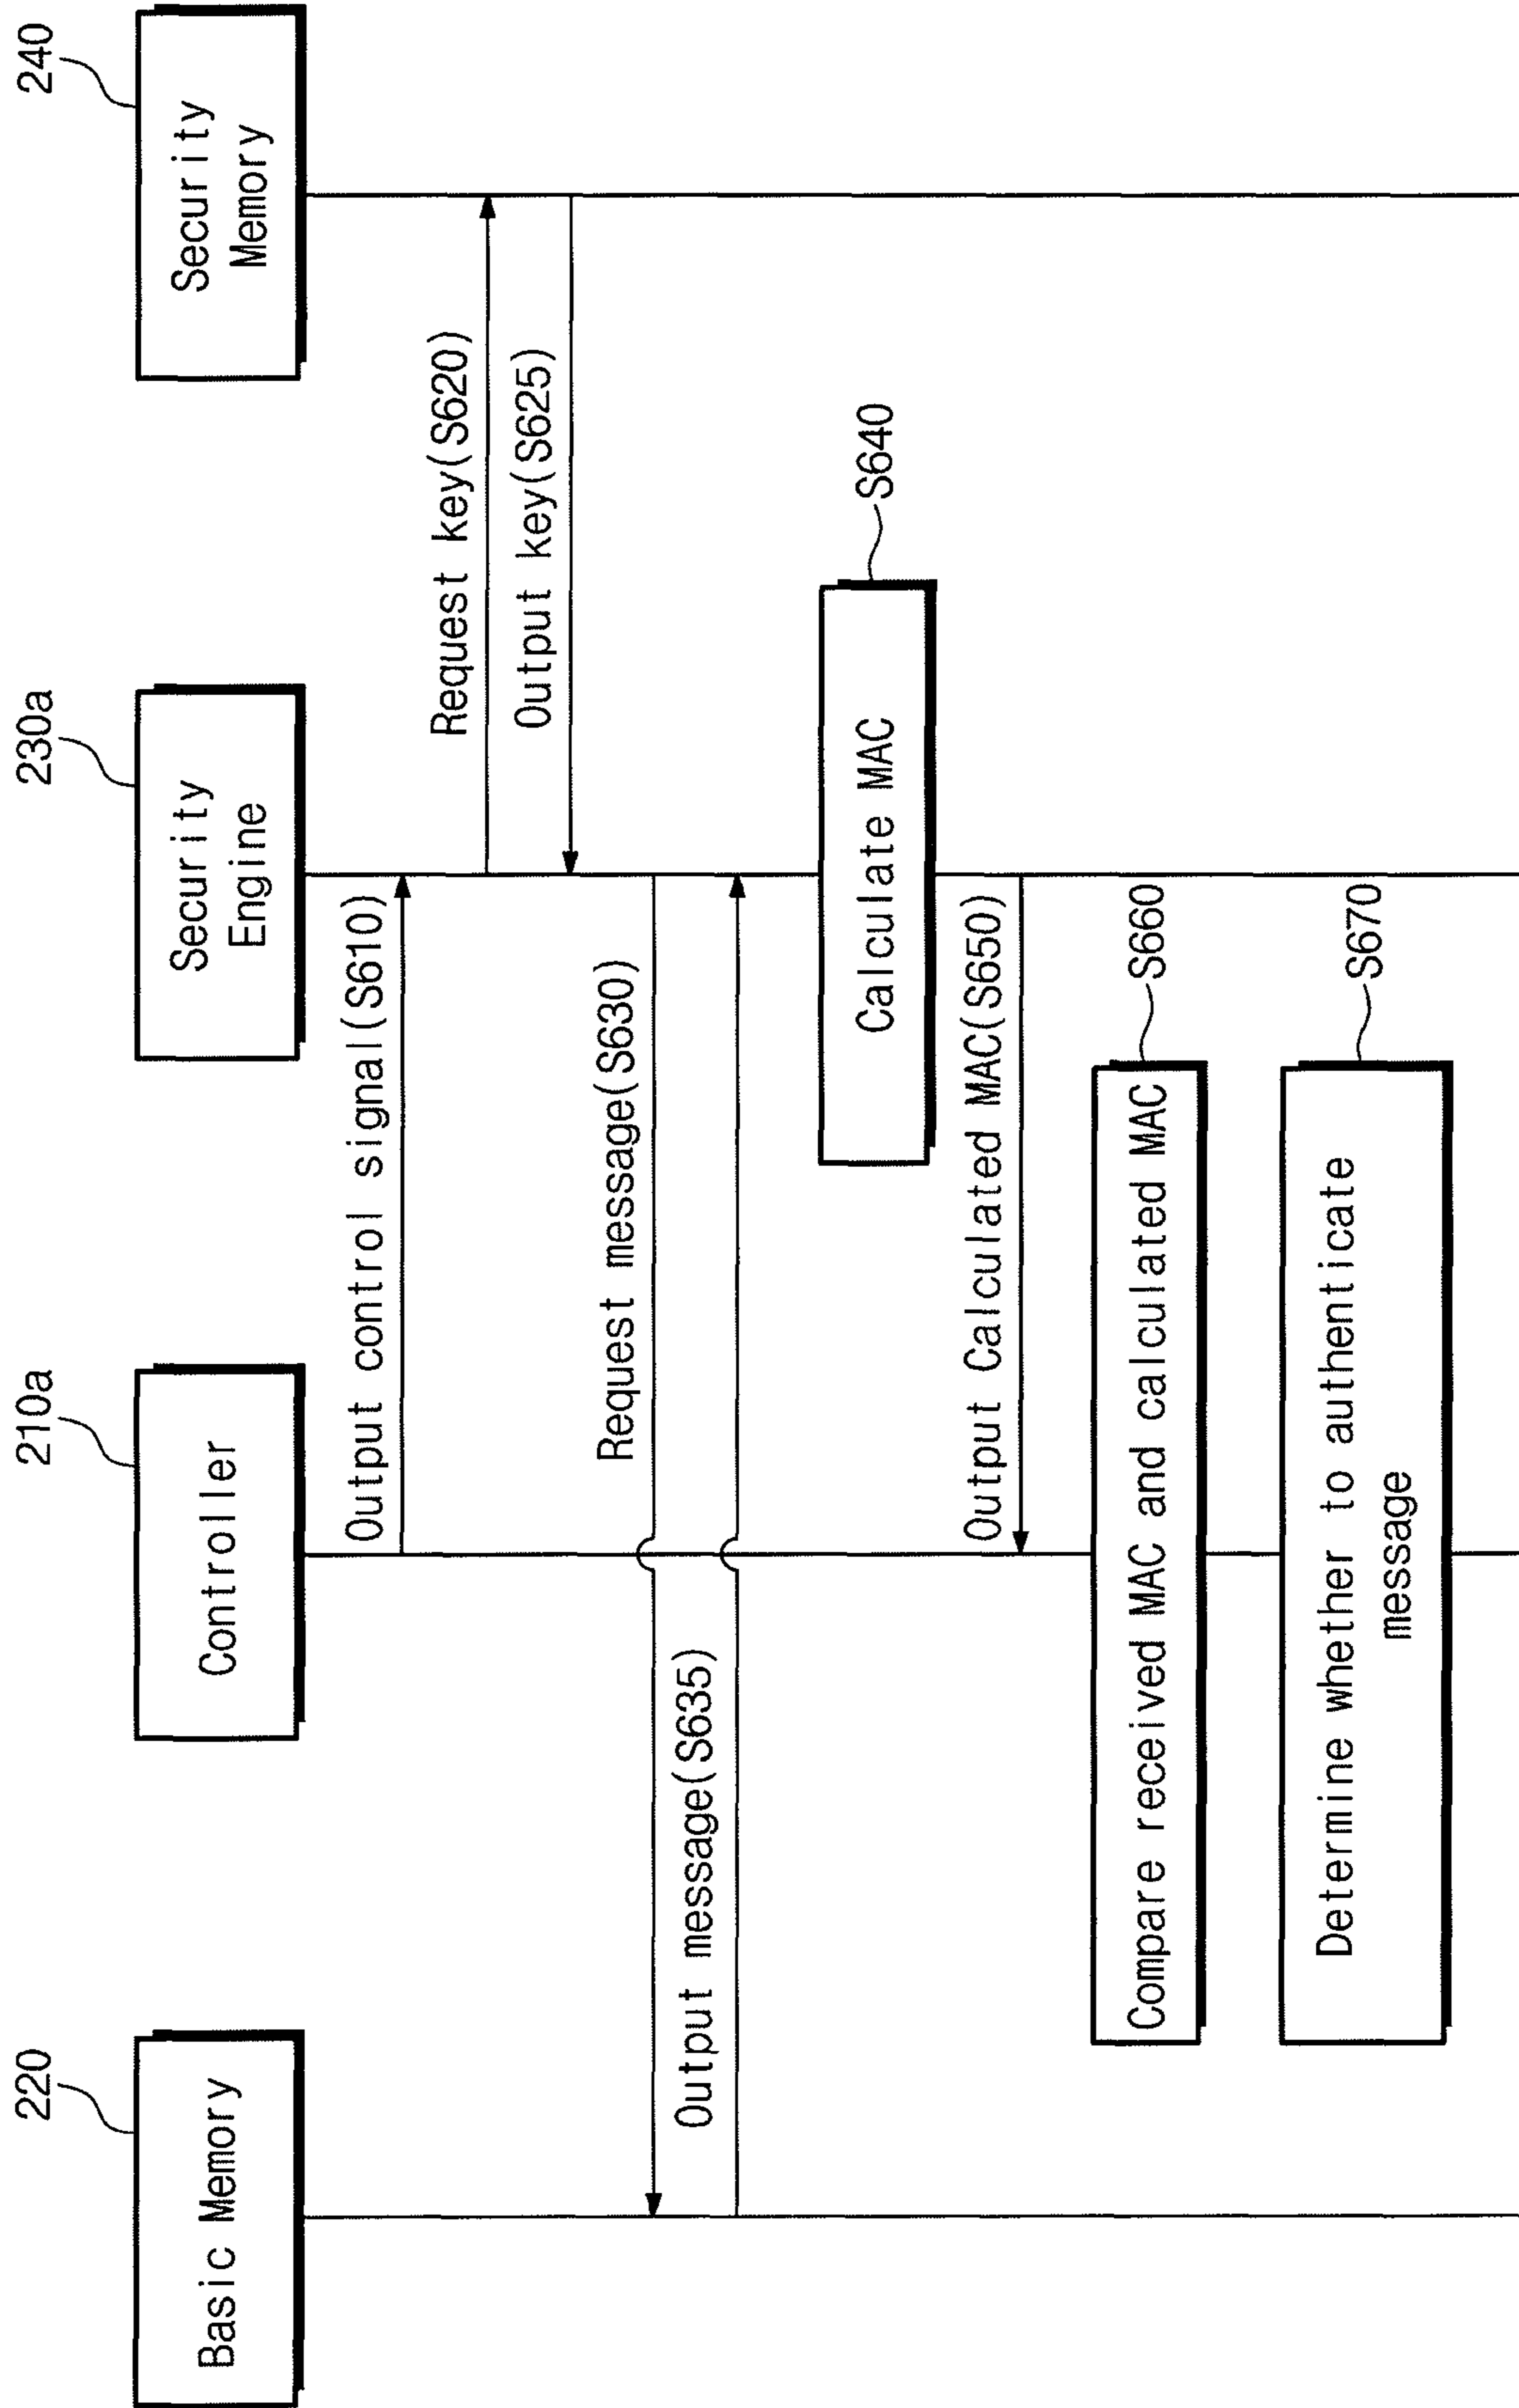 220
210a
230a
240
Basic Memory
Controller
Security
Engine
Security
Memory
Output control signal(S610)
Request key(S620)
Output key(S625)
Request message(S630)
Output message(S635)
Calculate MAC
S640
Output Calculated MAC(S650)
Compare received MAC and calculated MAC
S660
Determine whether to authenticate
message
S670